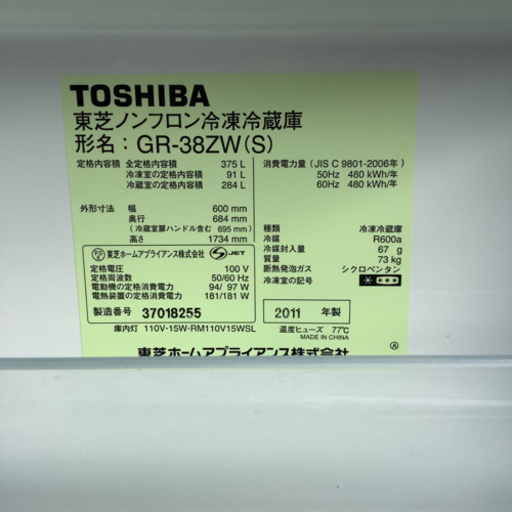 TOSHIBA
東芝ノンフロン冷凍冷蔵庫
形名：GR-38ZW(S)
定格内容積 全定格内容積 375 L
冷凍室の定格内容積 91 L
冷蔵室の定格内容積 284 L
消費電力量 (JIS C 9801-2006年)
50Hz 480 kWh/年
60Hz 480 kWh/年
外形寸法 幅 600 mm
奥行 684 mm
(冷蔵室扉ハンドル含む 695 mm)
高さ 1734 mm
種類 冷凍冷蔵庫
冷媒 R600a
冷媒封入量 67 g
質量 73 kg
断熱発泡ガス シクロペンタン
冷凍室の記号
東芝ホームアプライアンス株式会社 S JET
定格電圧 100 V
定格周波数 50/60 Hz
電動機の定格消費電力 94/ 97 W
電熱装置の定格消費電力 181/181 W
製造番号 37018255
2011 年製
庫内灯 110V-15W-RM110V15WSL
温度ヒューズ 77℃
MADE IN CHINA
東芝ホームアプライアンス株式会社
A